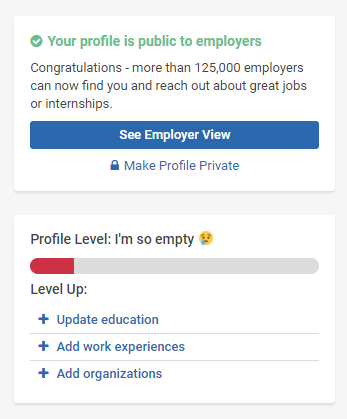 Your profile is public to employers
Congratulations - more than 125,000 employers
can now find you and reach out about great jobs
or internships.
See Employer View
Make Profile Private
Profile Level: I'm so empty 😢
Level Up:
Update education
Add work experiences
Add organizations